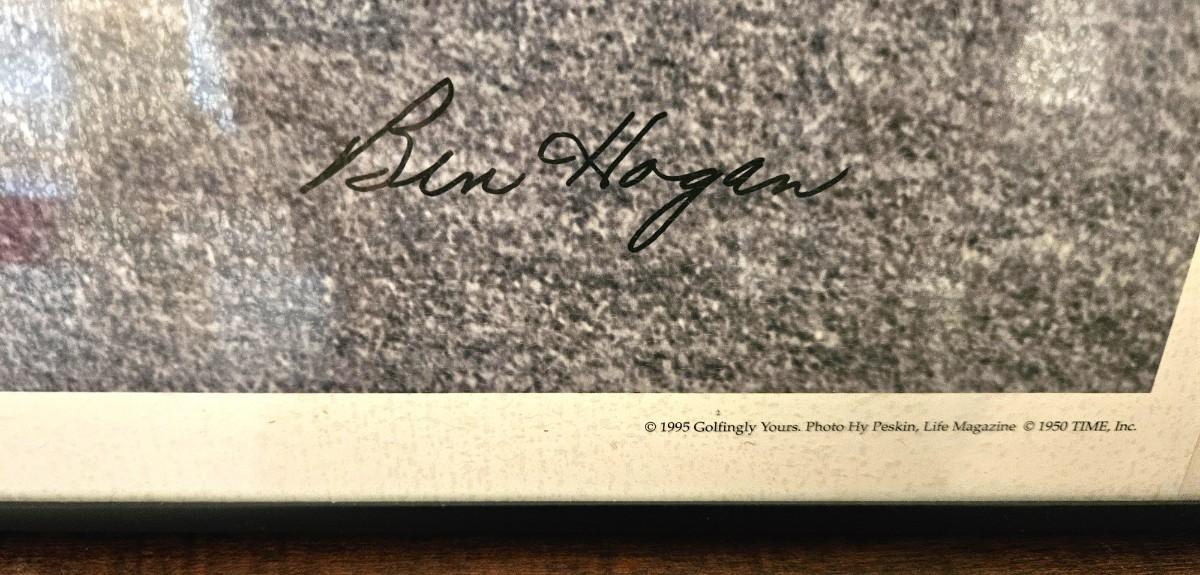 Ben Hogan
© 1995 Golfingly Yours. Photo Hy Peskin, Life Magazine © 1950 TIME, Inc.